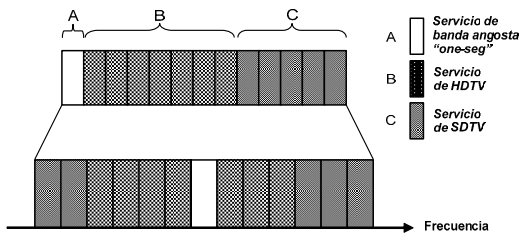 A
B
C
A
Servicio de
banda angosta
“one-seg”
B
Servicio
de HDTV
C
Servicio
de SDTV
Frecuencia